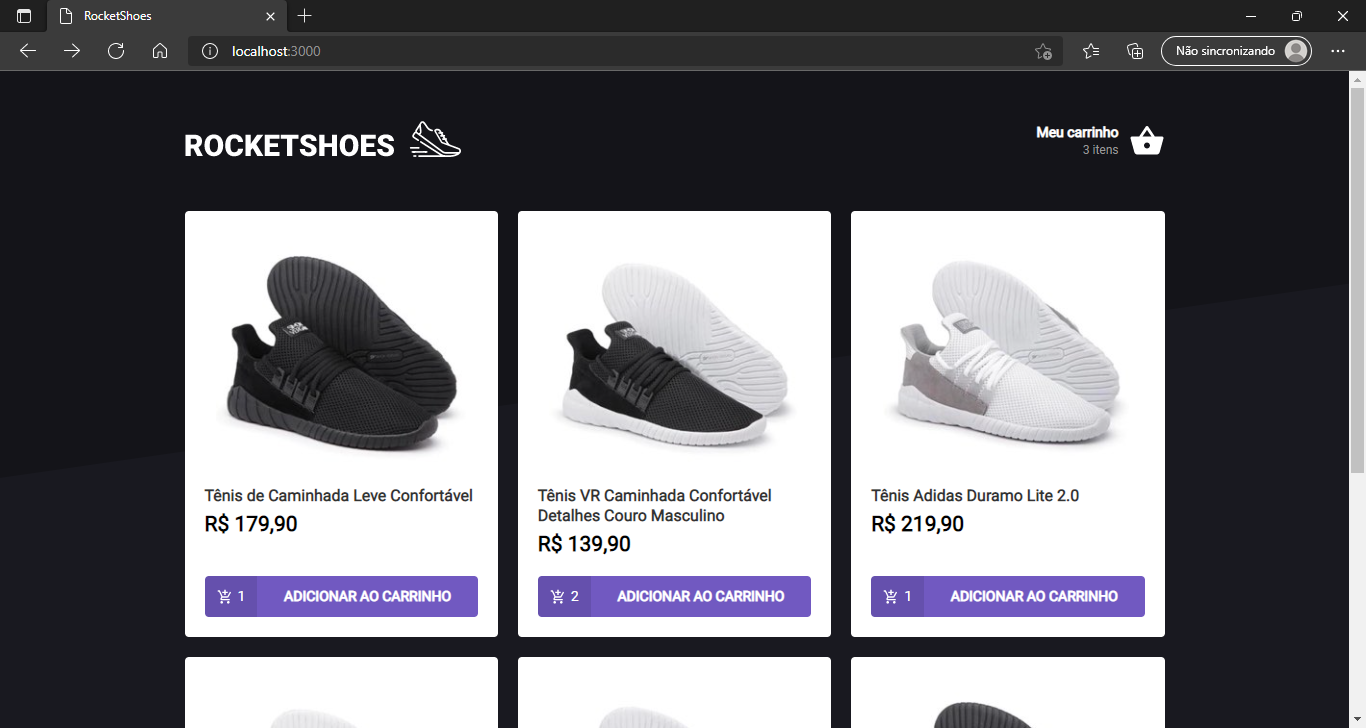 RocketShoes
localhost:3000
Não sincronizando
ROCKETSHOES
Meu carrinho
3 itens
Tênis de Caminhada Leve Confortável
R$ 179,90
1 ADICIONAR AO CARRINHO
Tênis VR Caminhada Confortável
Detalhes Couro Masculino
R$ 139,90
2 ADICIONAR AO CARRINHO
Tênis Adidas Duramo Lite 2.0
R$ 219,90
1 ADICIONAR AO CARRINHO